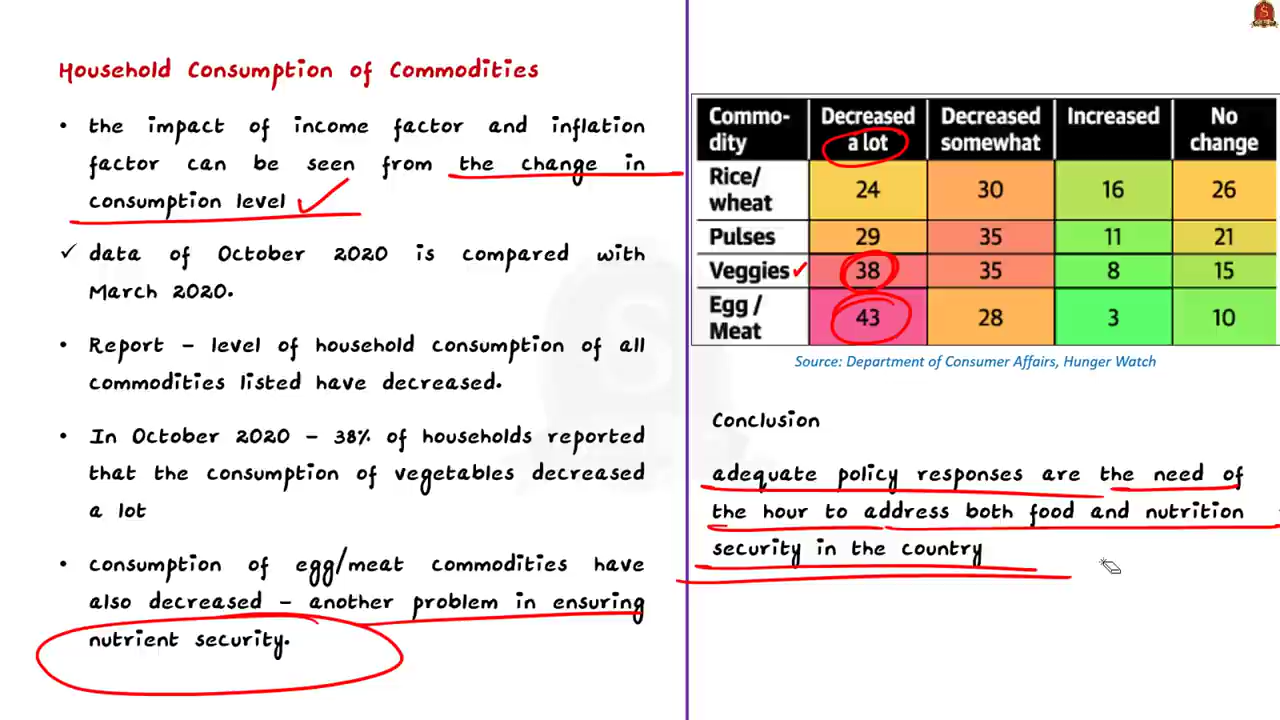 Household Consumption of Commodities
• the impact of income factor and inflation
factor can be seen from the change in
consumption level
✓ data of October 2020 is compared with
March 2020.
• Report – level of household consumption of all
commodities listed have decreased.
• In October 2020 – 38% of households reported
that the consumption of vegetables decreased
a lot
• consumption of egg/meat commodities have
also decreased – another problem in ensuring
nutrient security.
Commo- Decreased Decreased Increased No
dity a lot somewhat change
Rice/
wheat 24 30 16 26
Pulses 29 35 11 21
Veggies 38 35 8 15
Egg /
Meat 43 28 3 10
Source: Department of Consumer Affairs, Hunger Watch
Conclusion
adequate policy responses are the need of
the hour to address both food and nutrition
security in the country